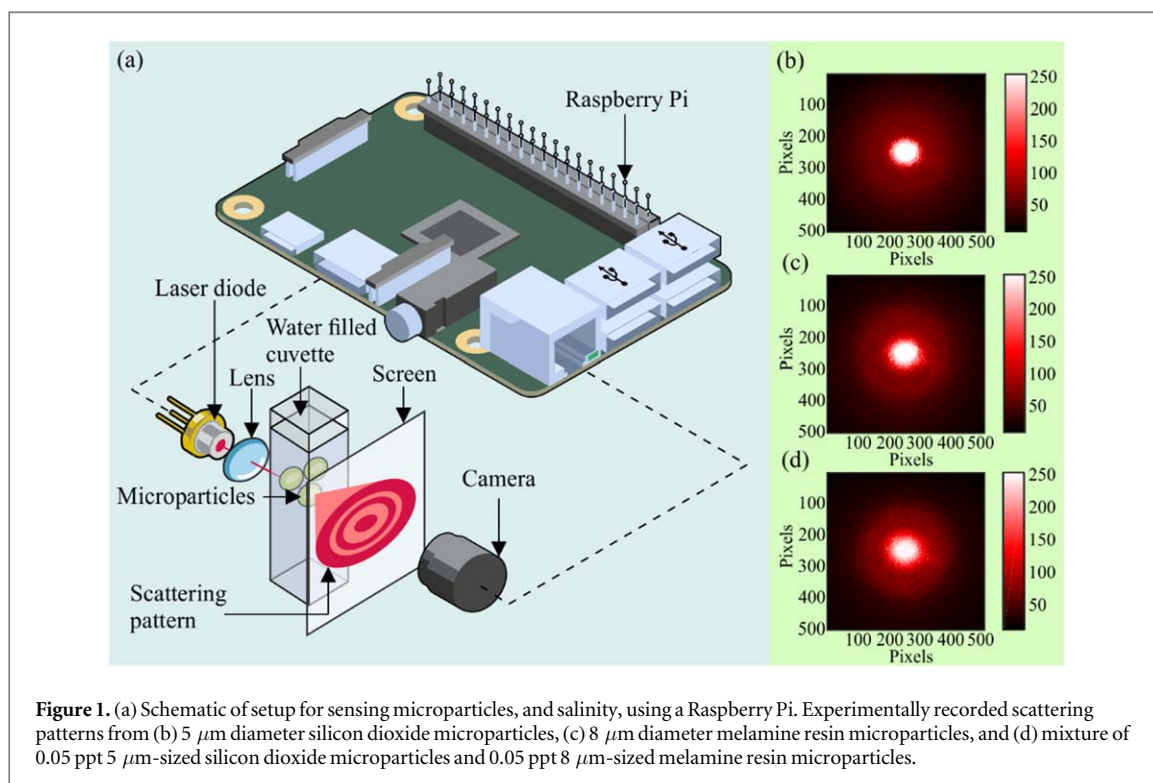 (a)
Raspberry Pi
Laser diode
Water filled
cuvette
Lens
Screen
Microparticles
Camera
Scattering
pattern
(b)
Pixels
100
200
300
400
500
100 200 300 400 500
Pixels
250
200
150
100
50
(c)
Pixels
100
200
300
400
500
100 200 300 400 500
Pixels
250
200
150
100
50
(d)
Pixels
100
200
300
400
500
100 200 300 400 500
Pixels
250
200
150
100
50
Figure 1. (a) Schematic of setup for sensing microparticles, and salinity, using a Raspberry Pi. Experimentally recorded scattering
patterns from (b) 5 μm diameter silicon dioxide microparticles, (c) 8 μm diameter melamine resin microparticles, and (d) mixture of
0.05 ppt 5 μm-sized silicon dioxide microparticles and 0.05 ppt 8 μm-sized melamine resin microparticles.